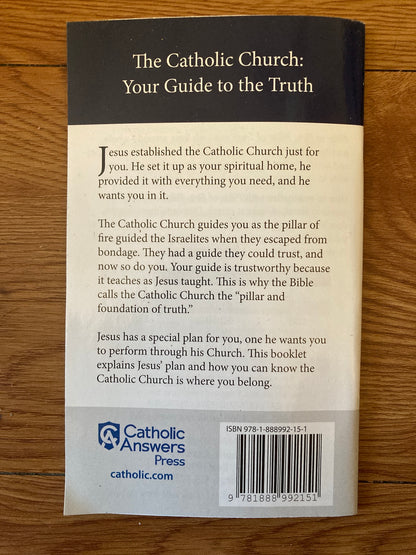 The Catholic Church:
Your Guide to the Truth
Jesus established the Catholic Church just for
you. He set it up as your spiritual home, he
provided it with everything you need, and he
wants you in it.
The Catholic Church guides you as the pillar of
fire guided the Israelites when they escaped from
bondage. They had a guide they could trust, and
now so do you. Your guide is trustworthy because
it teaches as Jesus taught. This is why the Bible
calls the Catholic Church the “pillar and
foundation of truth.”
Jesus has a special plan for you, one he wants you
to perform through his Church. This booklet
explains Jesus’ plan and how you can know the
Catholic Church is where you belong.
Catholic
Answers
Press
catholic.com
ISBN 978-1-888992-15-1
9 781888 992151